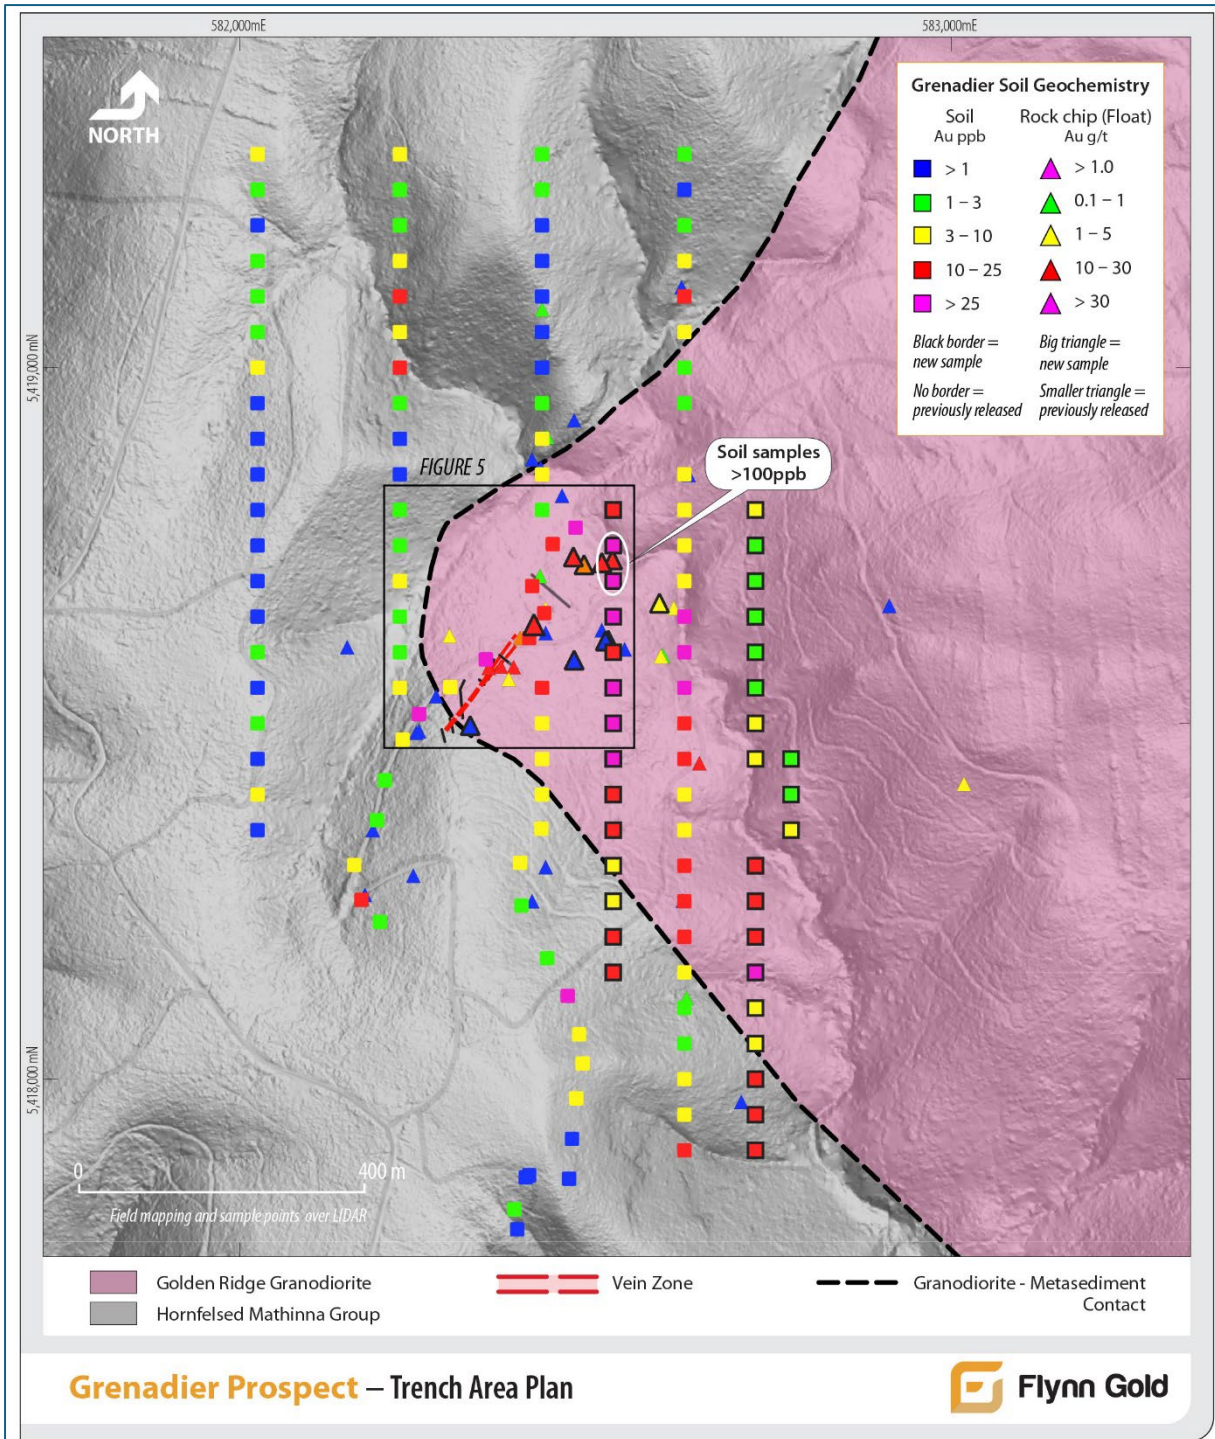 582,000mE
583,000mE
NORTH
Grenadier Soil Geochemistry
Soil
Au ppb
Rock chip (Float)
Au g/t
> 1
> 1.0
1 – 3
0.1 – 1
3 – 10
1 – 5
10 – 25
10 – 30
> 25
> 30
Black border =
new sample
Big triangle =
new sample
No border =
previously released
Smaller triangle =
previously released
5,419,000 mN
FIGURE 5
Soil samples
>100ppb
5,418,000 mN
0
400 m
Field mapping and sample points over LIDAR
Golden Ridge Granodiorite
Vein Zone
Granodiorite - Metasediment
Contact
Hornfelsed Mathinna Group
Grenadier Prospect – Trench Area Plan
Flynn Gold